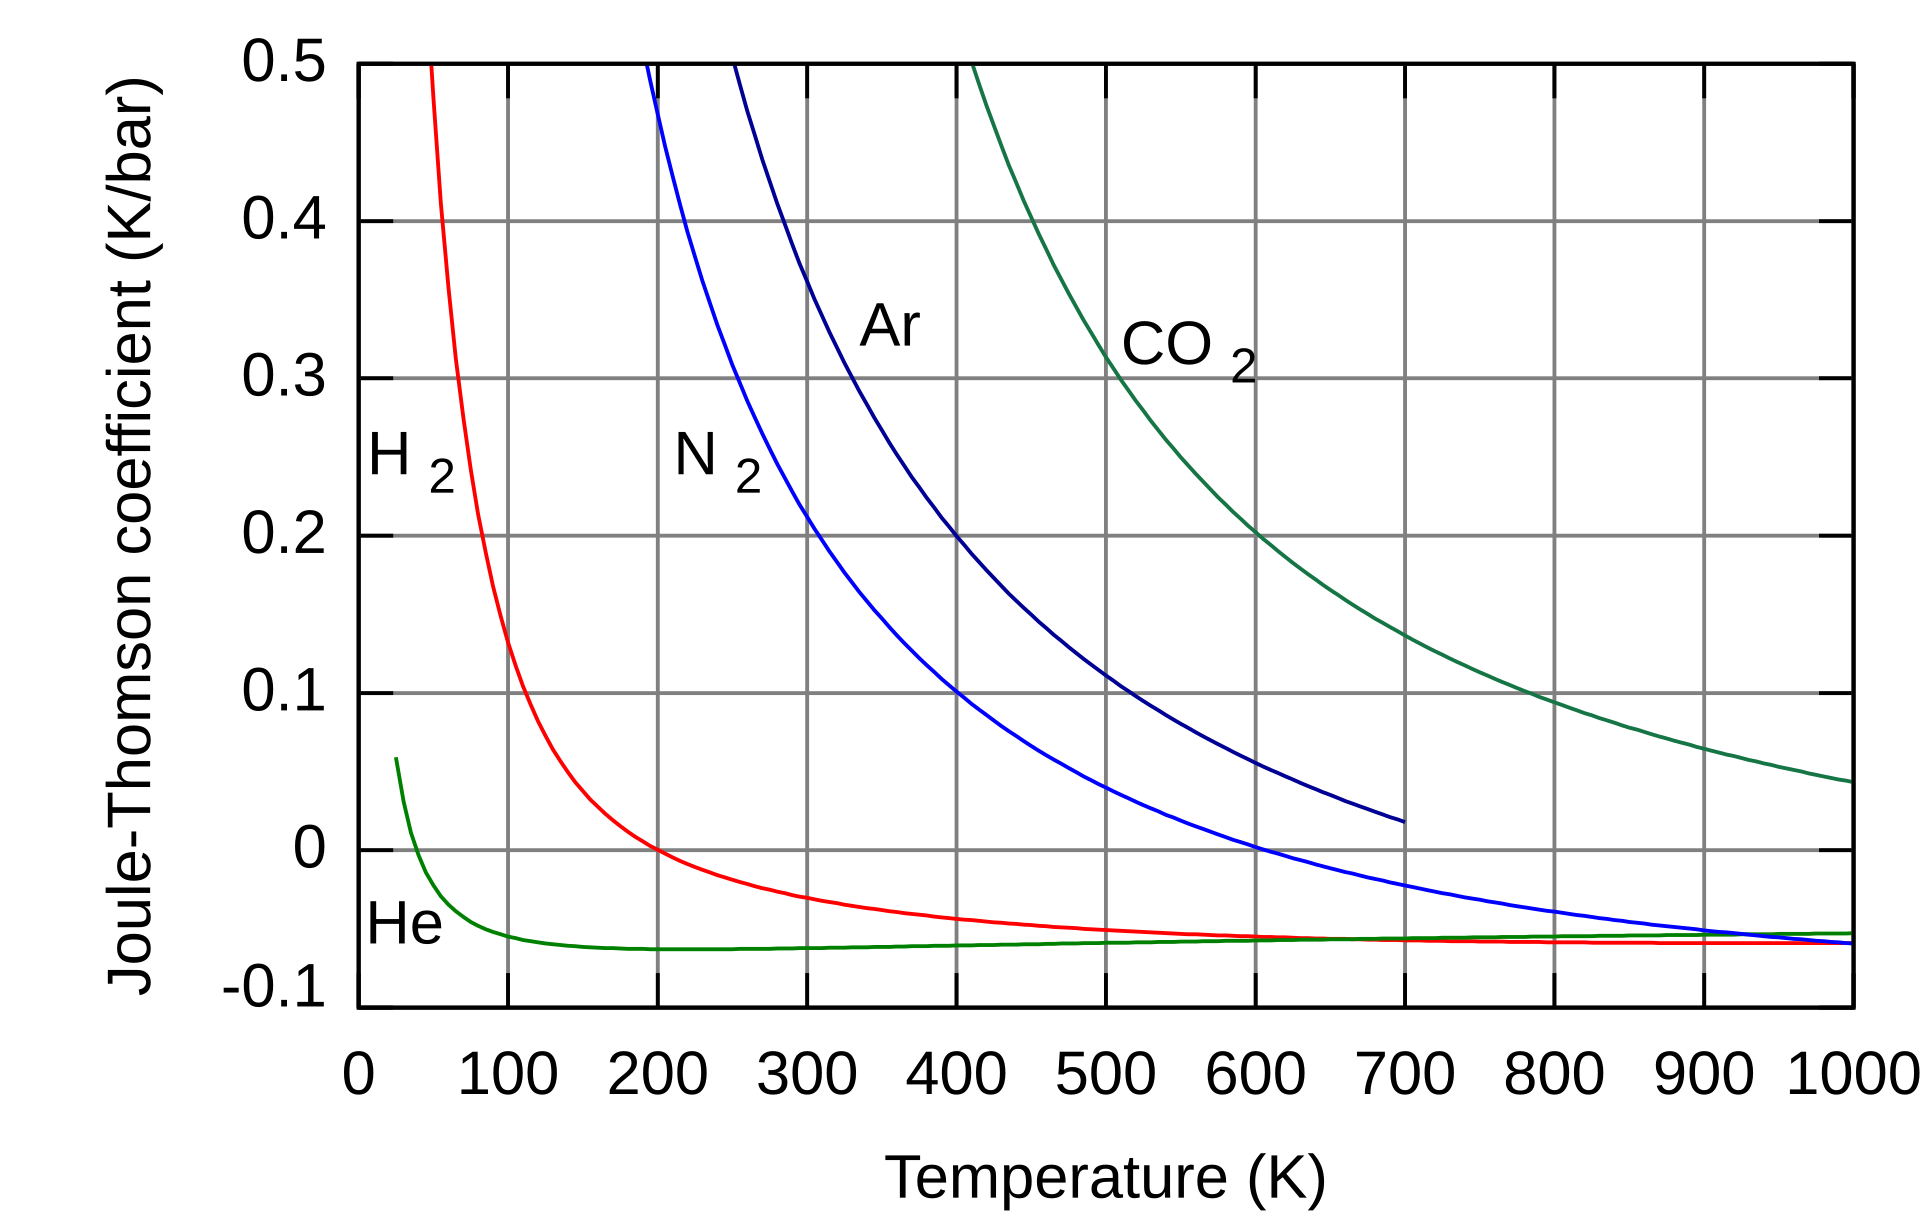 Joule-Thomson coefficient (K/bar)
0.5
0.4
0.3
0.2
0.1
0
-0.1
Ar
CO 2
H 2
N 2
He
0 100 200 300 400 500 600 700 800 900 1000
Temperature (K)